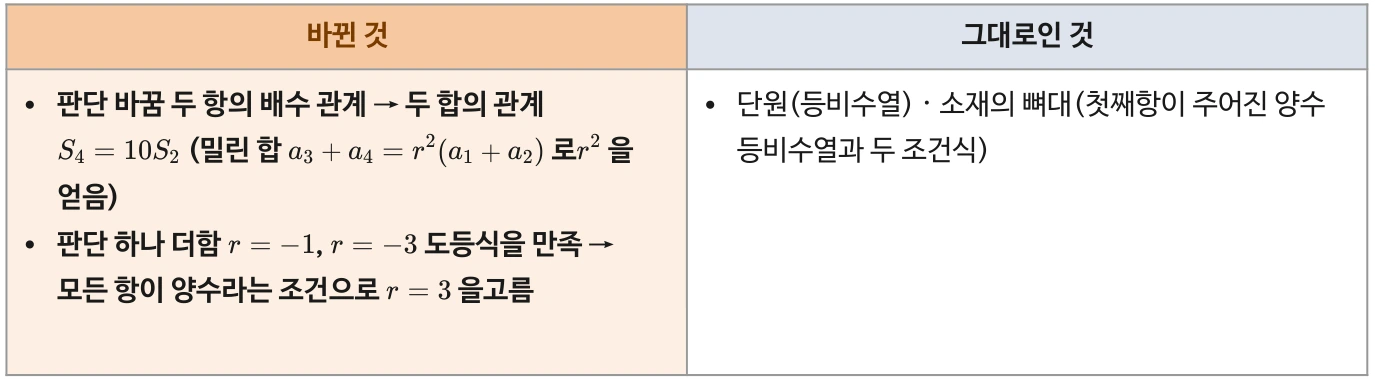 바뀐 것
그대로인 것
• 판단 바꿈 두 항의 배수 관계 → 두 합의 관계
S₄ = 10S₂ (밀린 합 a₃ + a₄ = r²(a₁ + a₂) 로r² 을
얻음)
• 판단 하나 더함 r = −1, r = −3 도등식을 만족 →
모든 항이 양수라는 조건으로 r = 3 을고름
• 단원(등비수열) · 소재의 뼈대(첫째항이 주어진 양수
등비수열과 두 조건식)